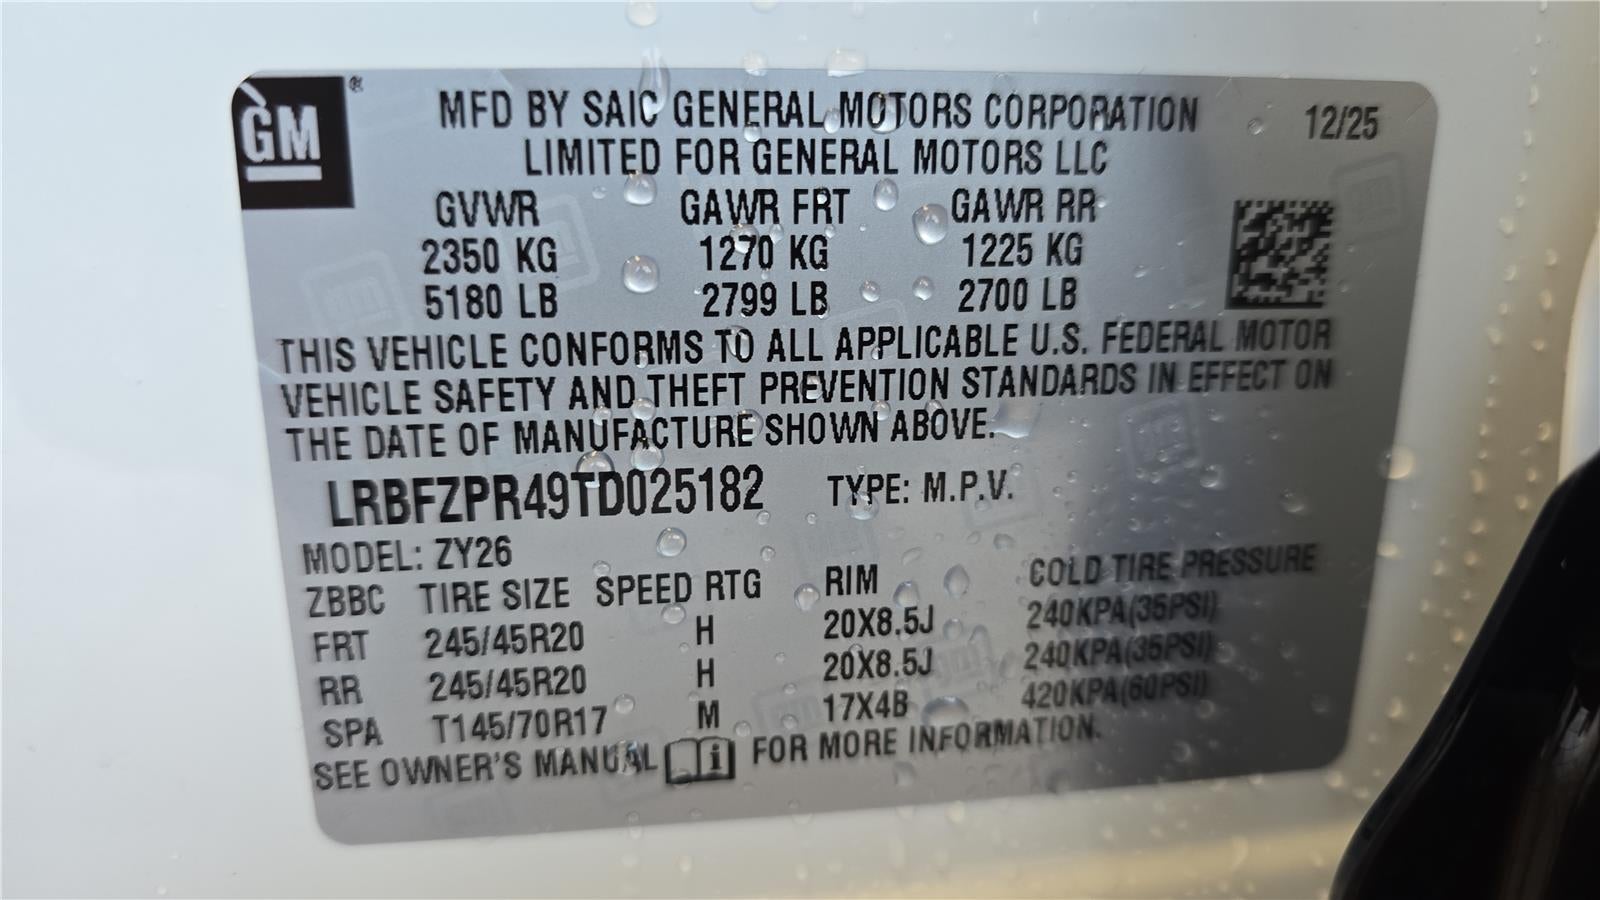 GM ®
MFD BY SAIC GENERAL MOTORS CORPORATION 12/25
LIMITED FOR GENERAL MOTORS LLC
GVWR GAWR FRT GAWR RR
2350 KG 1270 KG 1225 KG
5180 LB 2799 LB 2700 LB
THIS VEHICLE CONFORMS TO ALL APPLICABLE U.S. FEDERAL MOTOR
VEHICLE SAFETY AND THEFT PREVENTION STANDARDS IN EFFECT ON
THE DATE OF MANUFACTURE SHOWN ABOVE.
LRBFZPR49TD025182 TYPE: M.P.V.
MODEL: ZY26
ZBBC TIRE SIZE SPEED RTG RIM COLD TIRE PRESSURE
FRT 245/45R20 H 20X8.5J 240KPA(35PSI)
RR 245/45R20 H 20X8.5J 240KPA(35PSI)
SPA T145/70R17 M 17X4B 420KPA(60PSI)
SEE OWNER'S MANUAL i FOR MORE INFORMATION.